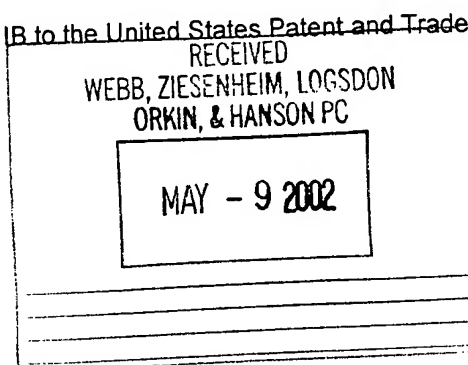 IB to the United States Patent and Trade
RECEIVED
WEBB, ZIESENHEIM, LOGSDON
ORKIN, & HANSON PC
MAY - 9 2002